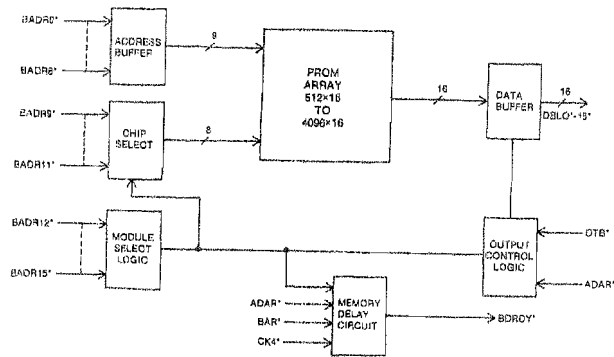 BADR0*
BADR8*
ADDRESS
BUFFER
9
PROM
ARRAY
512×16
TO
4096×16
16
DATA
BUFFER
16
DBL0*-15*
BADR9*
BADR11*
CHIP
SELECT
8
BADR12*
BADR15*
MODULE
SELECT
LOGIC
OUTPUT
CONTROL
LOGIC
DTB*
ADAR*
ADAR*
BAR*
CK4*
MEMORY
DELAY
CIRCUIT
BDRDY*